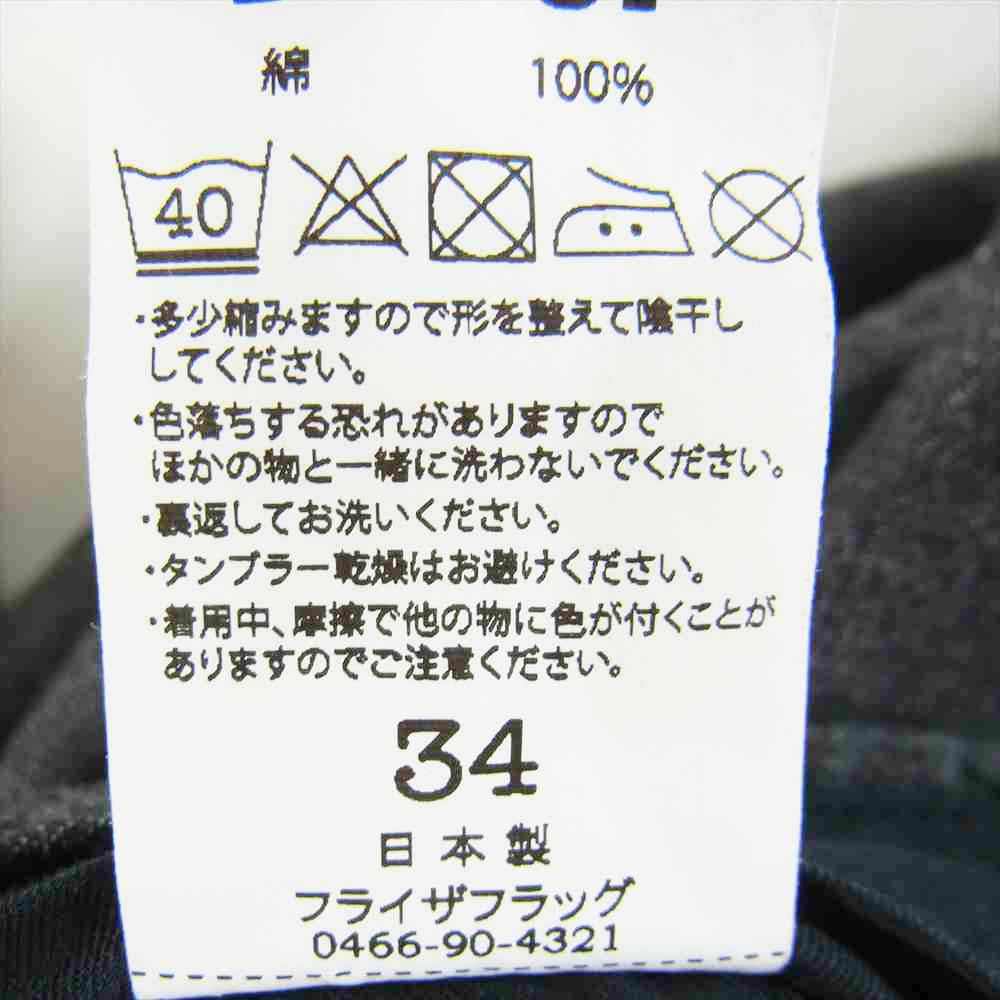 綿 100%
40
・多少縮みますので形を整えて陰干し
してください。
・色落ちする恐れがありますので
ほかの物と一緒に洗わないでください。
・裏返してお洗いください。
・タンブラー乾燥はお避けください。
・着用中、摩擦で他の物に色が付くことが
ありますのでご注意ください。
34
日本製
フライザフラッグ
0466-90-4321